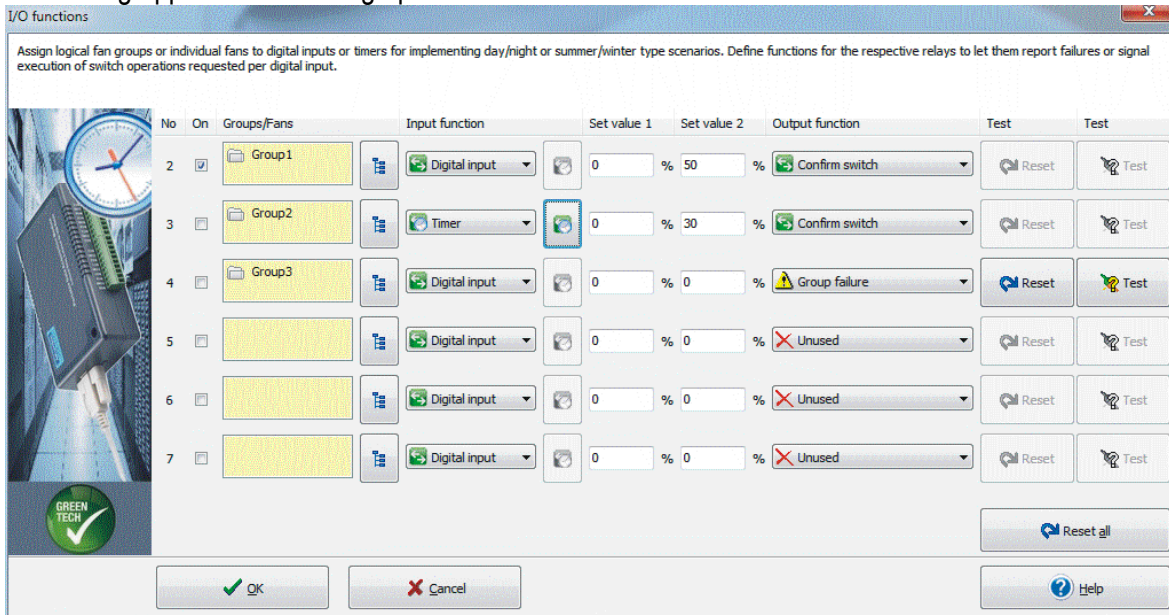 I/O functions
Assign logical fan groups or individual fans to digital inputs or timers for implementing day/night or summer/winter type scenarios. Define functions for the respective relays to let them report failures or signal
execution of switch operations requested per digital input.
No On Groups/Fans Input function Set value 1 Set value 2 Output function Test Test
2 Group1 Digital input 0 % 50 % Confirm switch Reset Test
3 Group2 Timer 0 % 30 % Confirm switch Reset Test
4 Group3 Digital input 0 % 0 % Group failure Reset Test
5 Digital input 0 % 0 % Unused Reset Test
6 Digital input 0 % 0 % Unused Reset Test
7 Digital input 0 % 0 % Unused Reset Test
GREEN
TECH
Reset all
OK Cancel Help